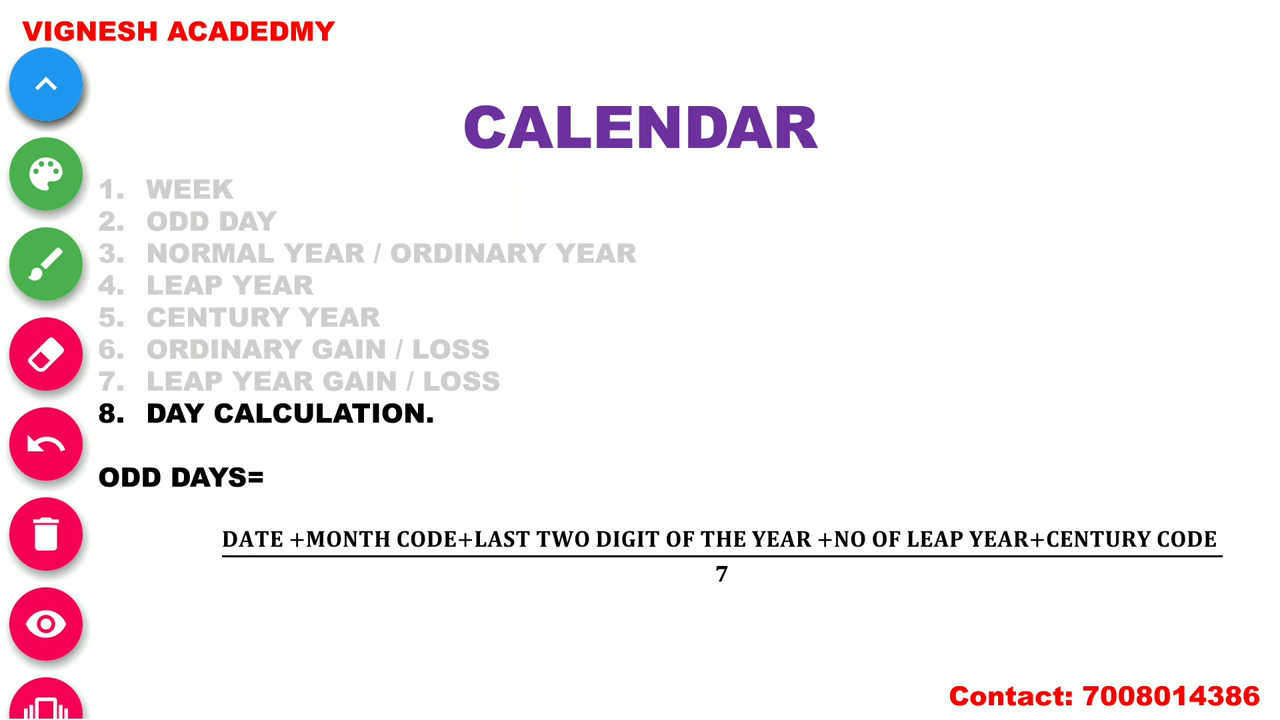 VIGNESH ACADEDMY
CALENDAR
1. WEEK
2. ODD DAY
3. NORMAL YEAR / ORDINARY YEAR
4. LEAP YEAR
5. CENTURY YEAR
6. ORDINARY GAIN / LOSS
7. LEAP YEAR GAIN / LOSS
8. DAY CALCULATION.
ODD DAYS=
DATE +MONTH CODE+LAST TWO DIGIT OF THE YEAR +NO OF LEAP YEAR+CENTURY CODE
7
Contact: 7008014386